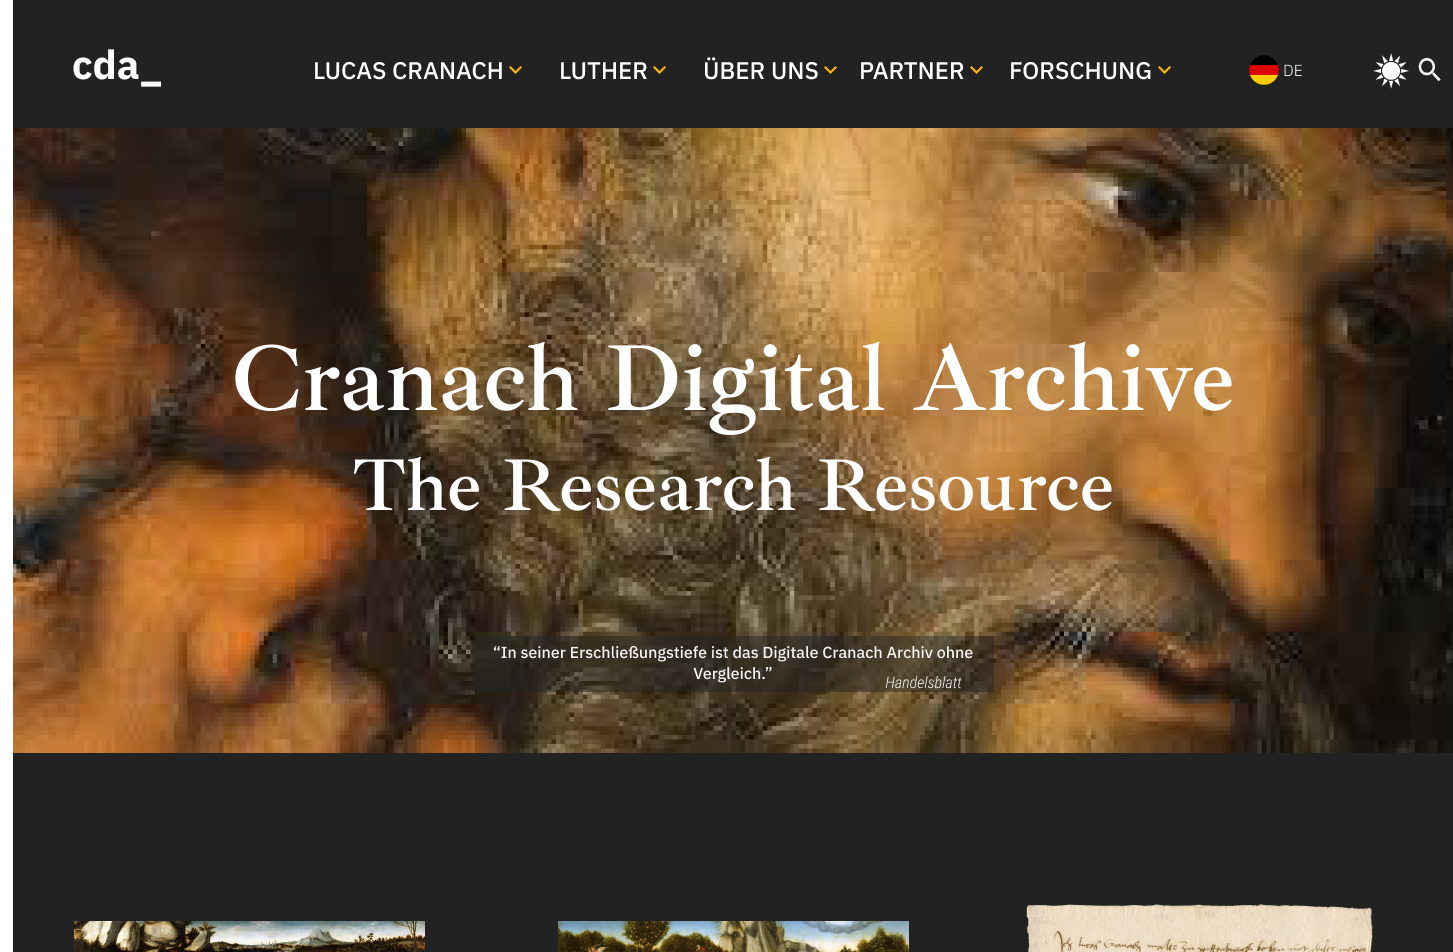 cda_
LUCAS CRANACH LUTHER ÜBER UNS PARTNER FORSCHUNG DE
Cranach Digital Archive
The Research Resource
“In seiner Erschließungstiefe ist das Digitale Cranach Archiv ohne
Vergleich.”
Handelsblatt